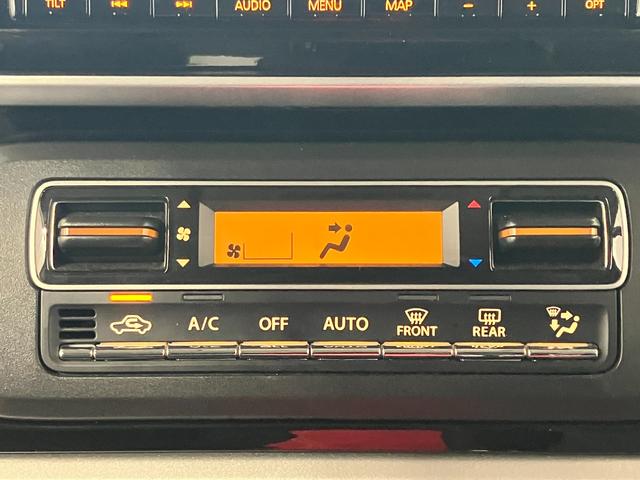 TILT AUDIO MENU MAP - + OPT
A/C OFF AUTO FRONT REAR